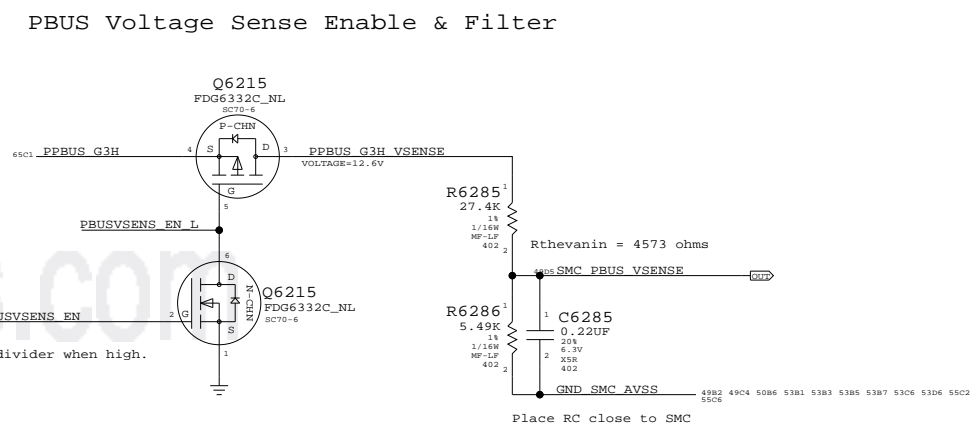 PBUS Voltage Sense Enable & Filter
Q6215
FDG6332C_NL
SC70-6
P-CHN
65C1 PPBUS_G3H 4 S D 3 PPBUS_G3H_VSENSE
VOLTAGE=12.6V
G
5
R6285 1
27.4K
1%
1/16W
MF-LF
402 2
PBUSVSENS_EN_L
Rthevanin = 4573 ohms
6
D
SMC_PBUS_VSENSE OUT
N-CHN
Q6215
FDG6332C_NL
SC70-6
USVSENS_EN 2 G
S
1
R6286 1
5.49K
1%
1/16W
MF-LF
402 2
1 C6285
0.22UF
20%
2 6.3V
X5R
402
divider when high.
GND_SMC_AVSS 49B2 49C4 50B6 53B1 53B3 53B5 53B7 53C6 53D6 55C2
55C6
Place RC close to SMC
s.com